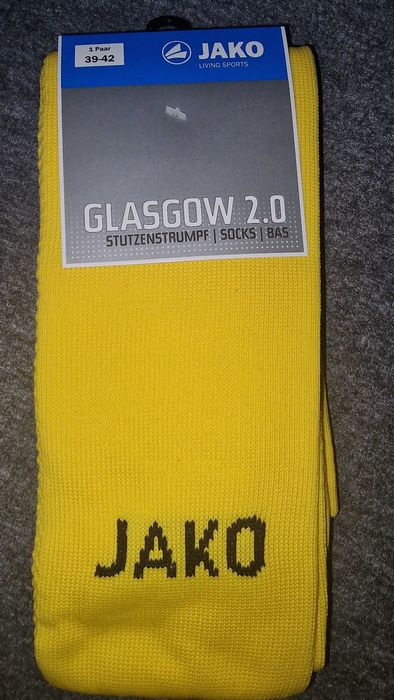 1 Paar
39-42
JAKO
LIVING SPORTS
GLASGOW 2.0
STUTZENSTRUMPF | SOCKS | BAS
JAKO